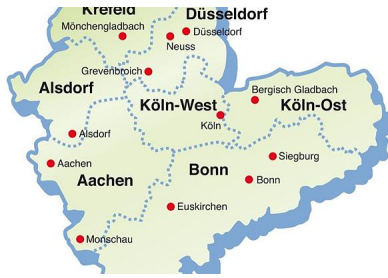 Krefeld
Düsseldorf
Mönchengladbach
Düsseldorf
Neuss
Grevenbroich
Alsdorf
Bergisch Gladbach
Köln-West
Köln-Ost
Köln
Alsdorf
Siegburg
Aachen
Bonn
Aachen
Bonn
Euskirchen
Monschau